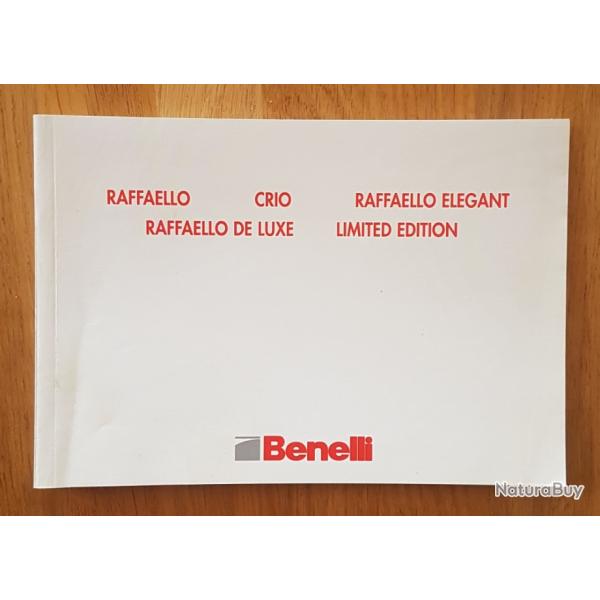 RAFFAELLO CRIO RAFFAELLO ELEGANT
RAFFAELLO DE LUXE LIMITED EDITION
Benelli
NaturaBuy